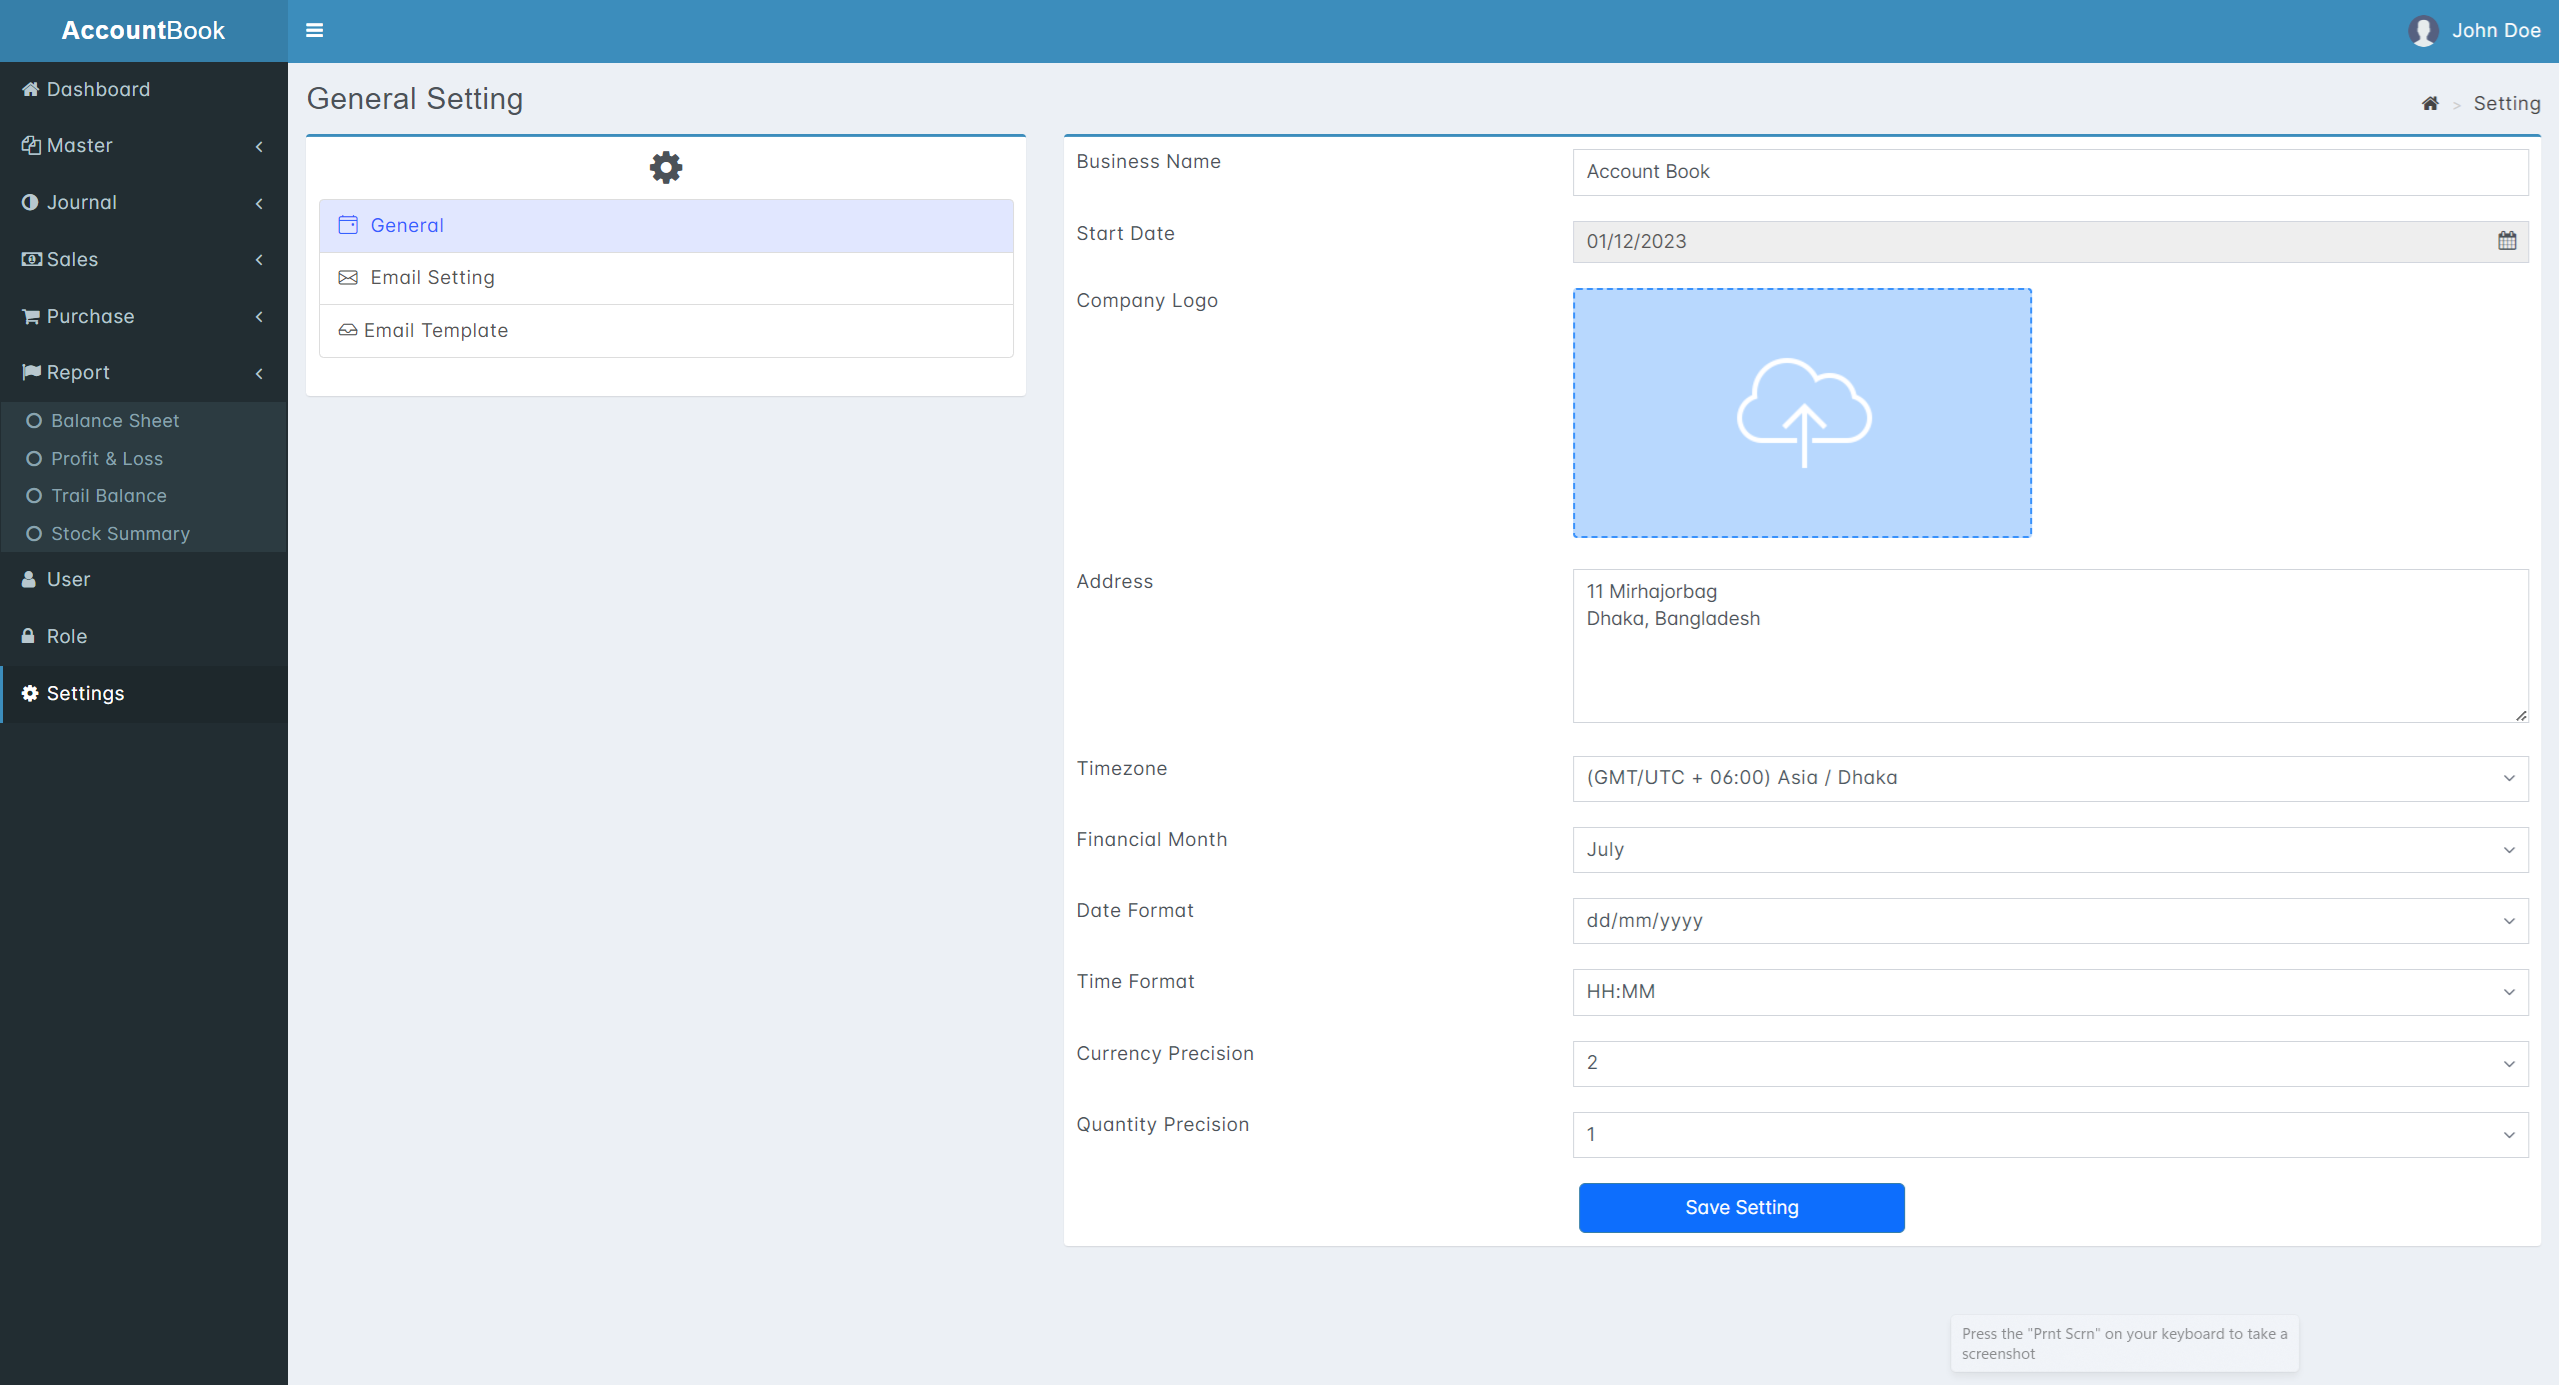 AccountBook
John Doe
Dashboard
Master
Journal
Sales
Purchase
Report
Balance Sheet
Profit & Loss
Trail Balance
Stock Summary
User
Role
Settings
General Setting
> Setting
General
Email Setting
Email Template
Business Name
Account Book
Start Date
01/12/2023
Company Logo
Address
11 Mirhajorbag
Dhaka, Bangladesh
Timezone
(GMT/UTC + 06:00) Asia / Dhaka
Financial Month
July
Date Format
dd/mm/yyyy
Time Format
HH:MM
Currency Precision
2
Quantity Precision
1
Save Setting
Press the "Prnt Scrn" on your keyboard to take a
screenshot